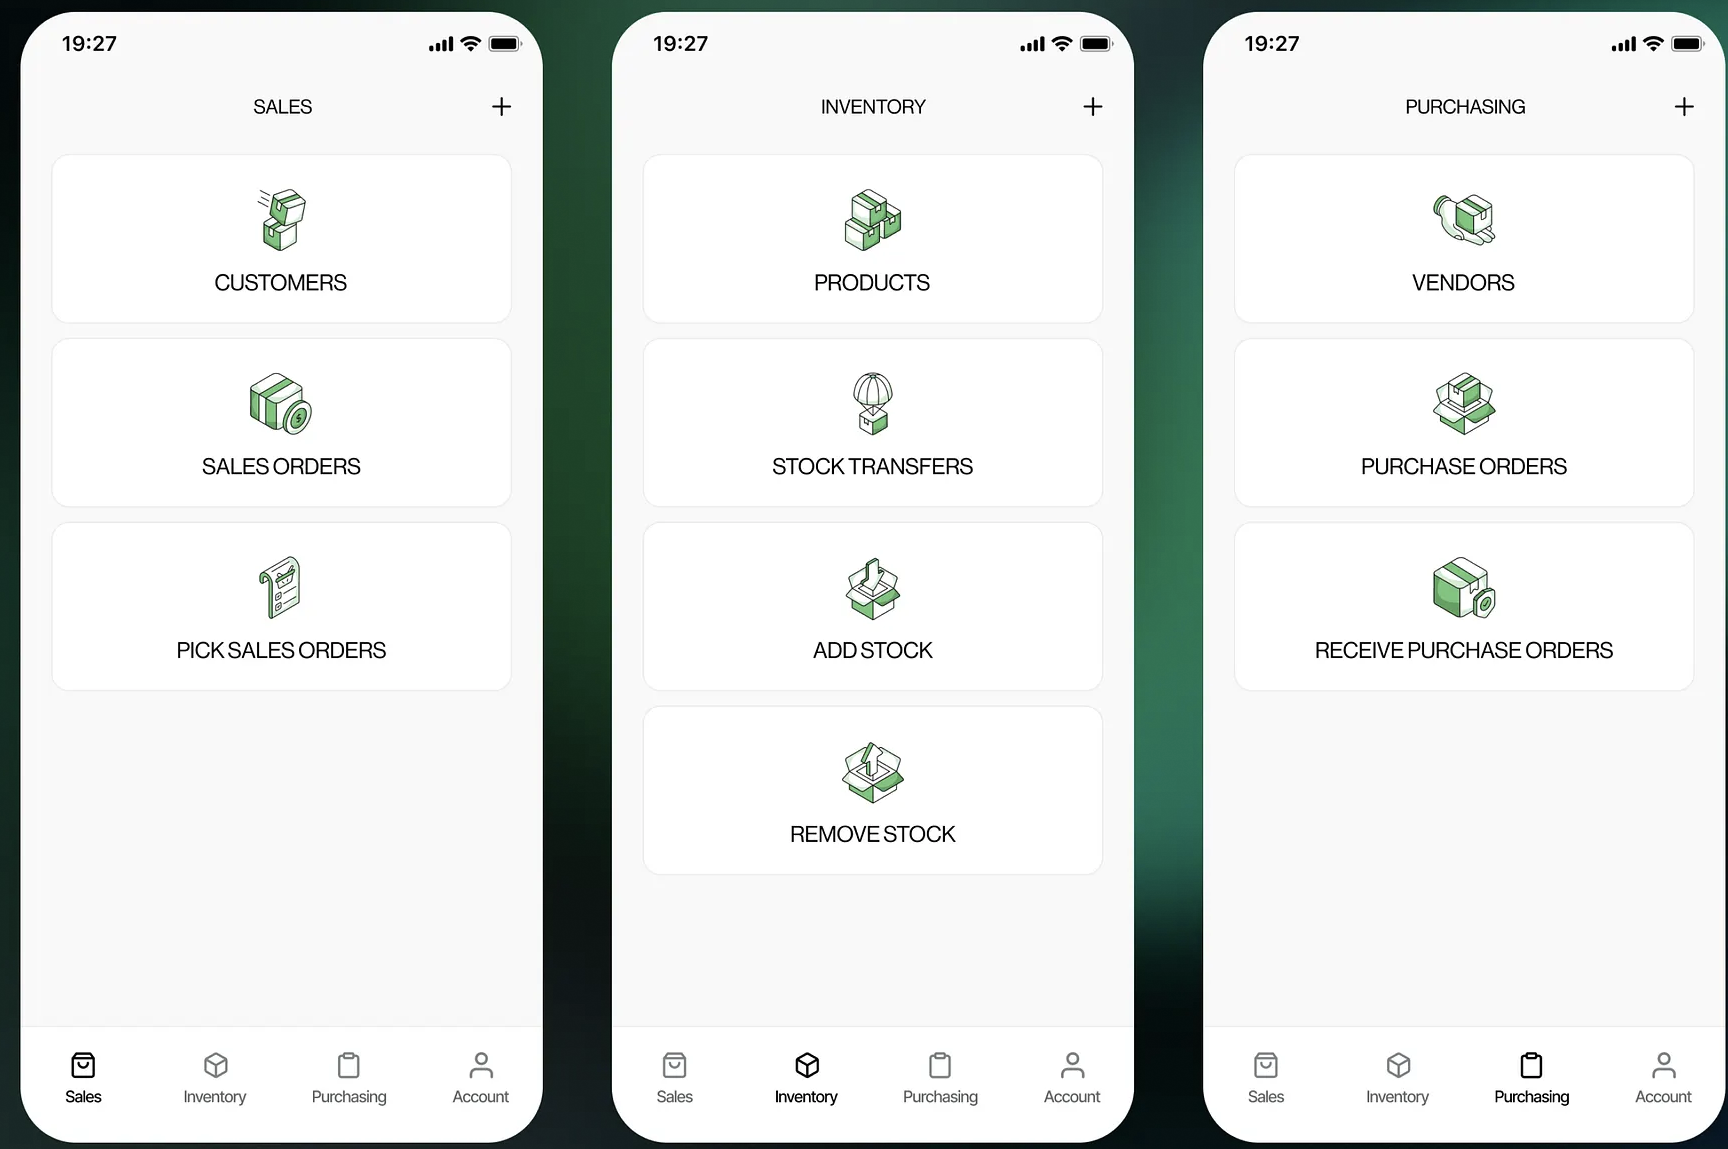 19:27
SALES
CUSTOMERS
SALES ORDERS
PICK SALES ORDERS
Sales
Inventory
Purchasing
Account
19:27
INVENTORY
PRODUCTS
STOCK TRANSFERS
ADD STOCK
REMOVE STOCK
Sales
Inventory
Purchasing
Account
19:27
PURCHASING
VENDORS
PURCHASE ORDERS
RECEIVE PURCHASE ORDERS
Sales
Inventory
Purchasing
Account